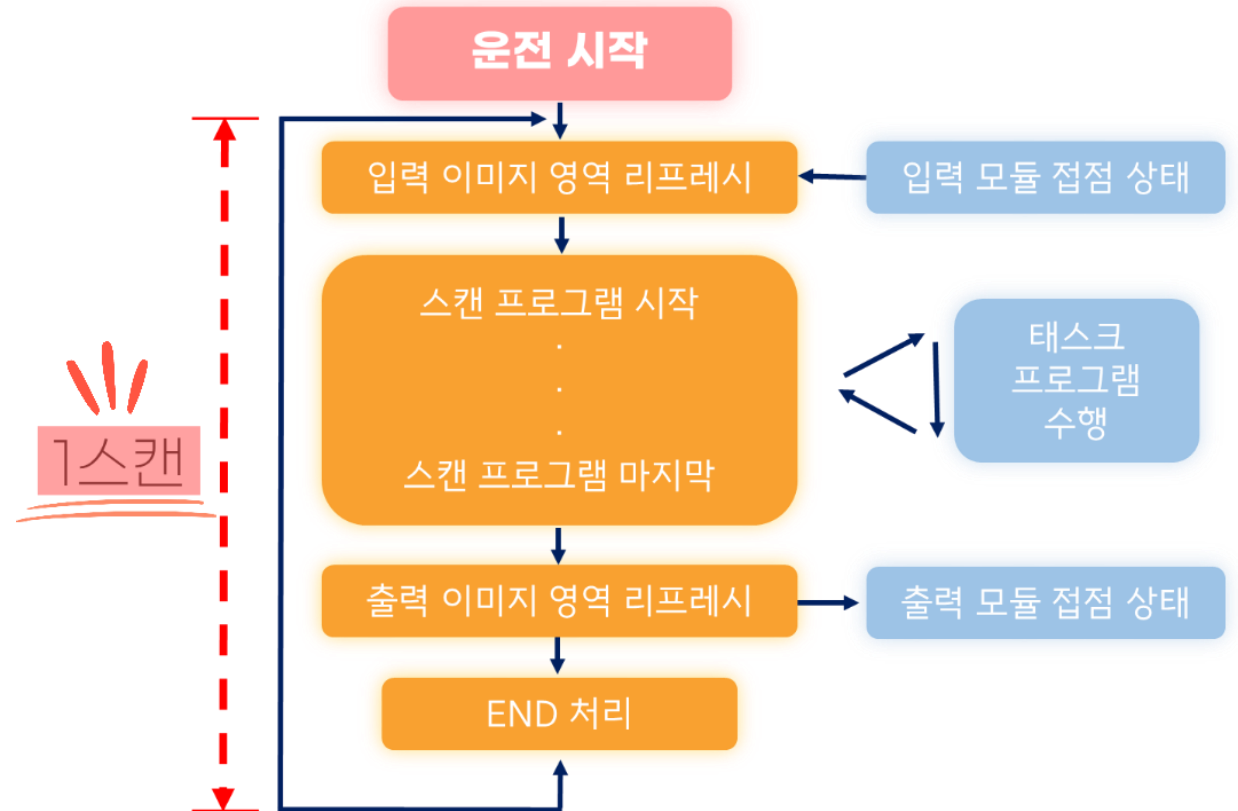 운전 시작
입력 이미지 영역 리프레시
입력 모듈 접점 상태
스캔 프로그램 시작
.
.
.
스캔 프로그램 마지막
태스크
프로그램
수행
1스캔
출력 이미지 영역 리프레시
출력 모듈 접점 상태
END 처리